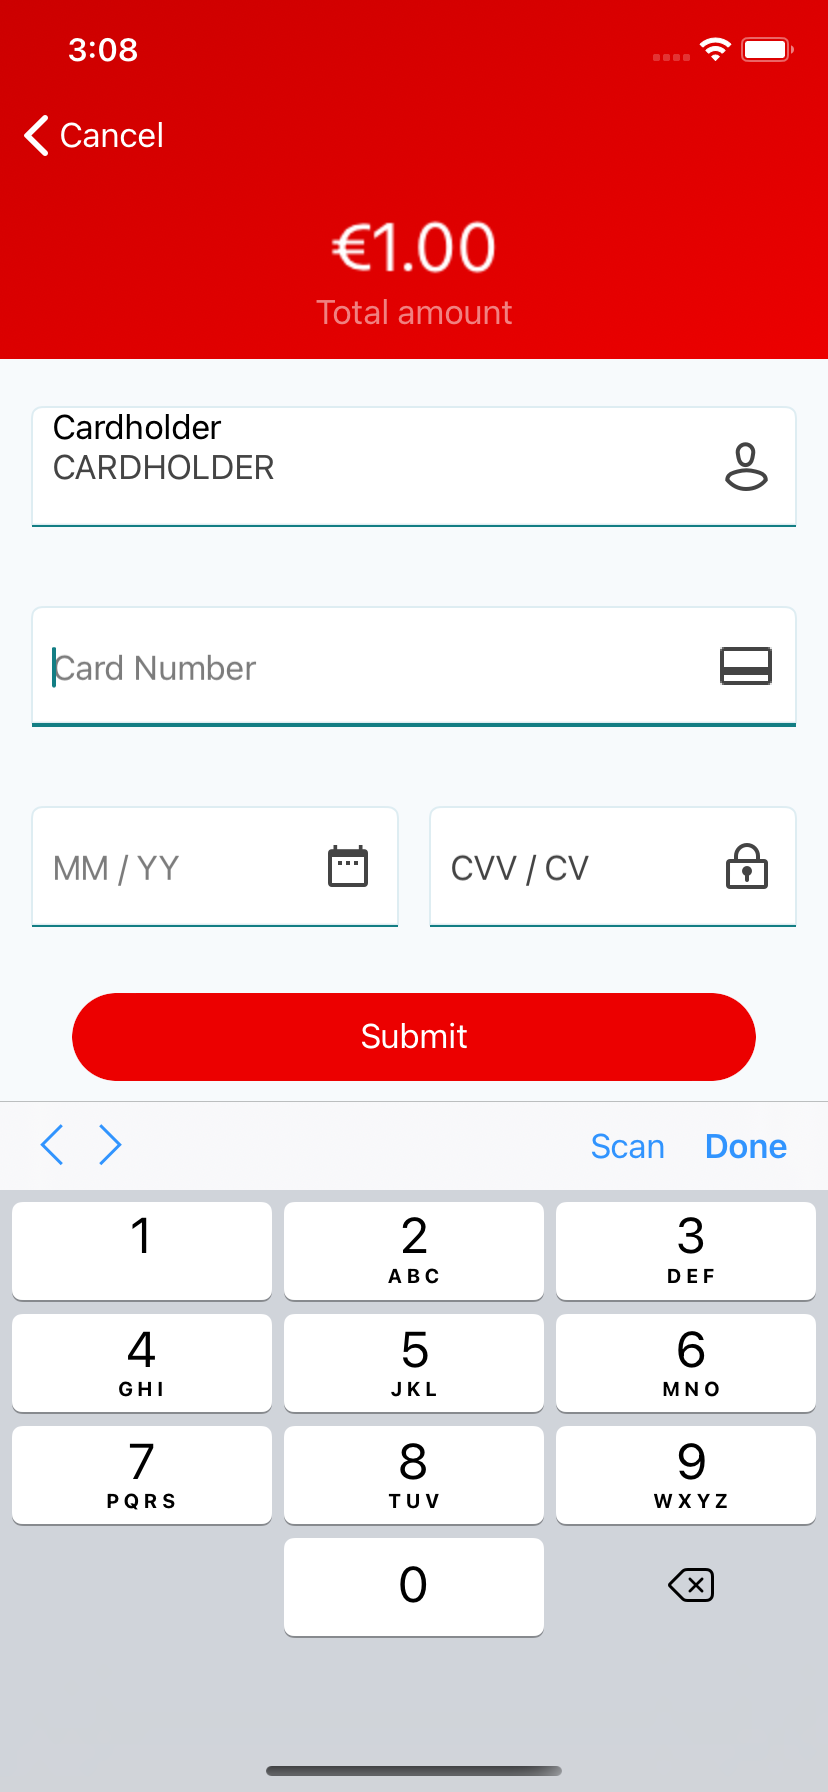 3:08
Cancel
€1.00
Total amount
Cardholder
CARDHOLDER
Card Number
MM / YY
CVV / CV
Submit
Scan Done
1 2 3
ABC DEF
4 5 6
GHI JKL MNO
7 8 9
PQRS TUV WXYZ
0